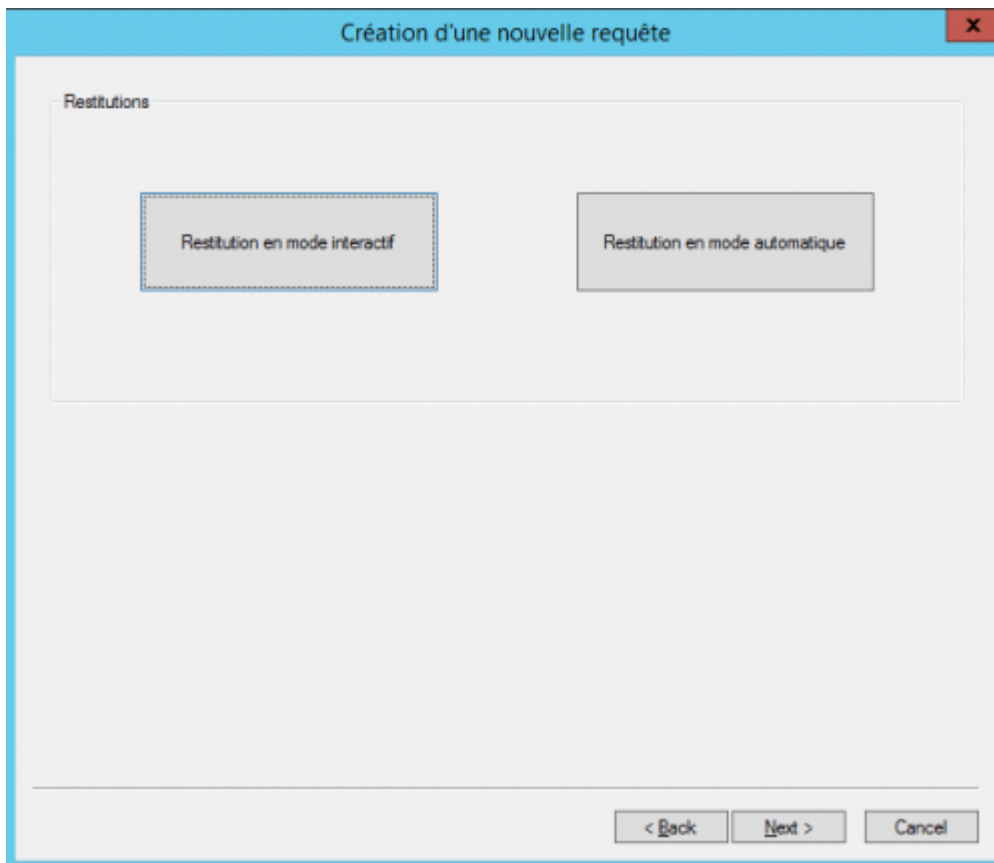 Création d'une nouvelle requête
x
Restitutions
Restitution en mode interactif
Restitution en mode automatique
< Back
Next >
Cancel